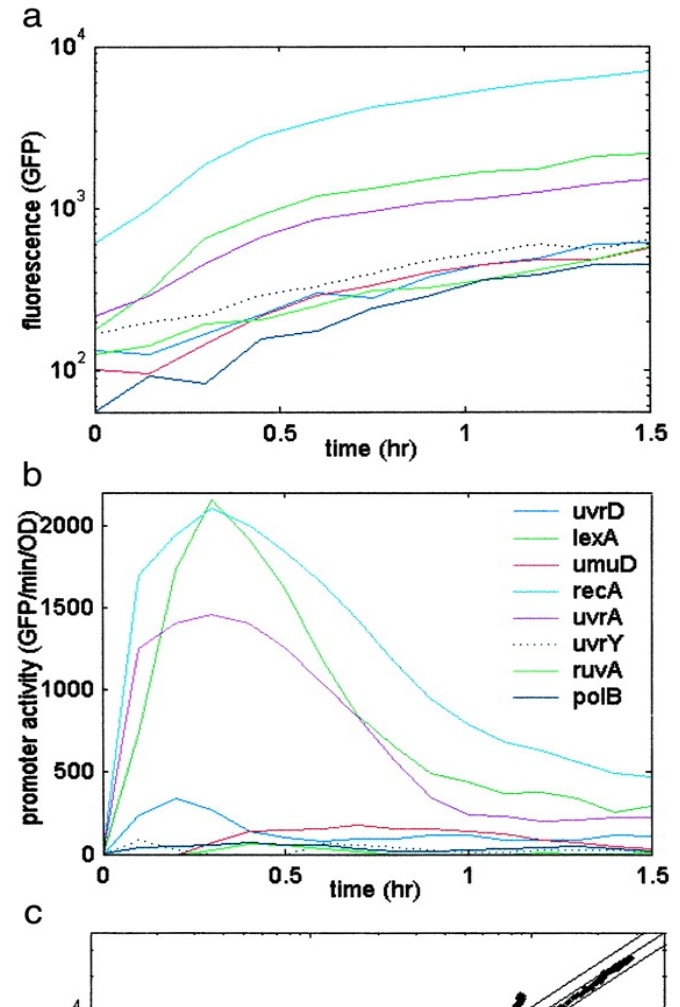 a
10^4
10^3
10^2
fluorescence (GFP)
0 0.5 1 1.5
time (hr)
b
2000
1500
1000
500
0
promoter activity (GFP/min/OD)
uvrD
lexA
umuD
recA
uvrA
uvrY
ruvA
polB
0 0.5 1 1.5
time (hr)
c
4